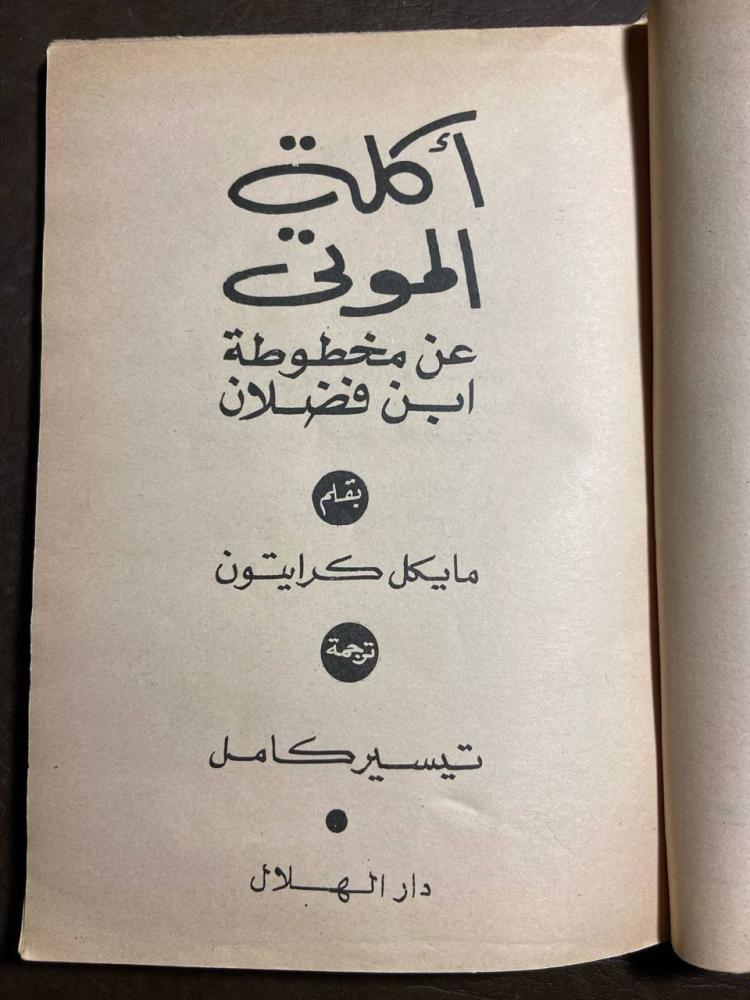 أكلة
الموتى
عن مخطوطة
ابن فضلان
بقلم
مايكل كرايتون
ترجمة
تيسير كامل
دار الهلال